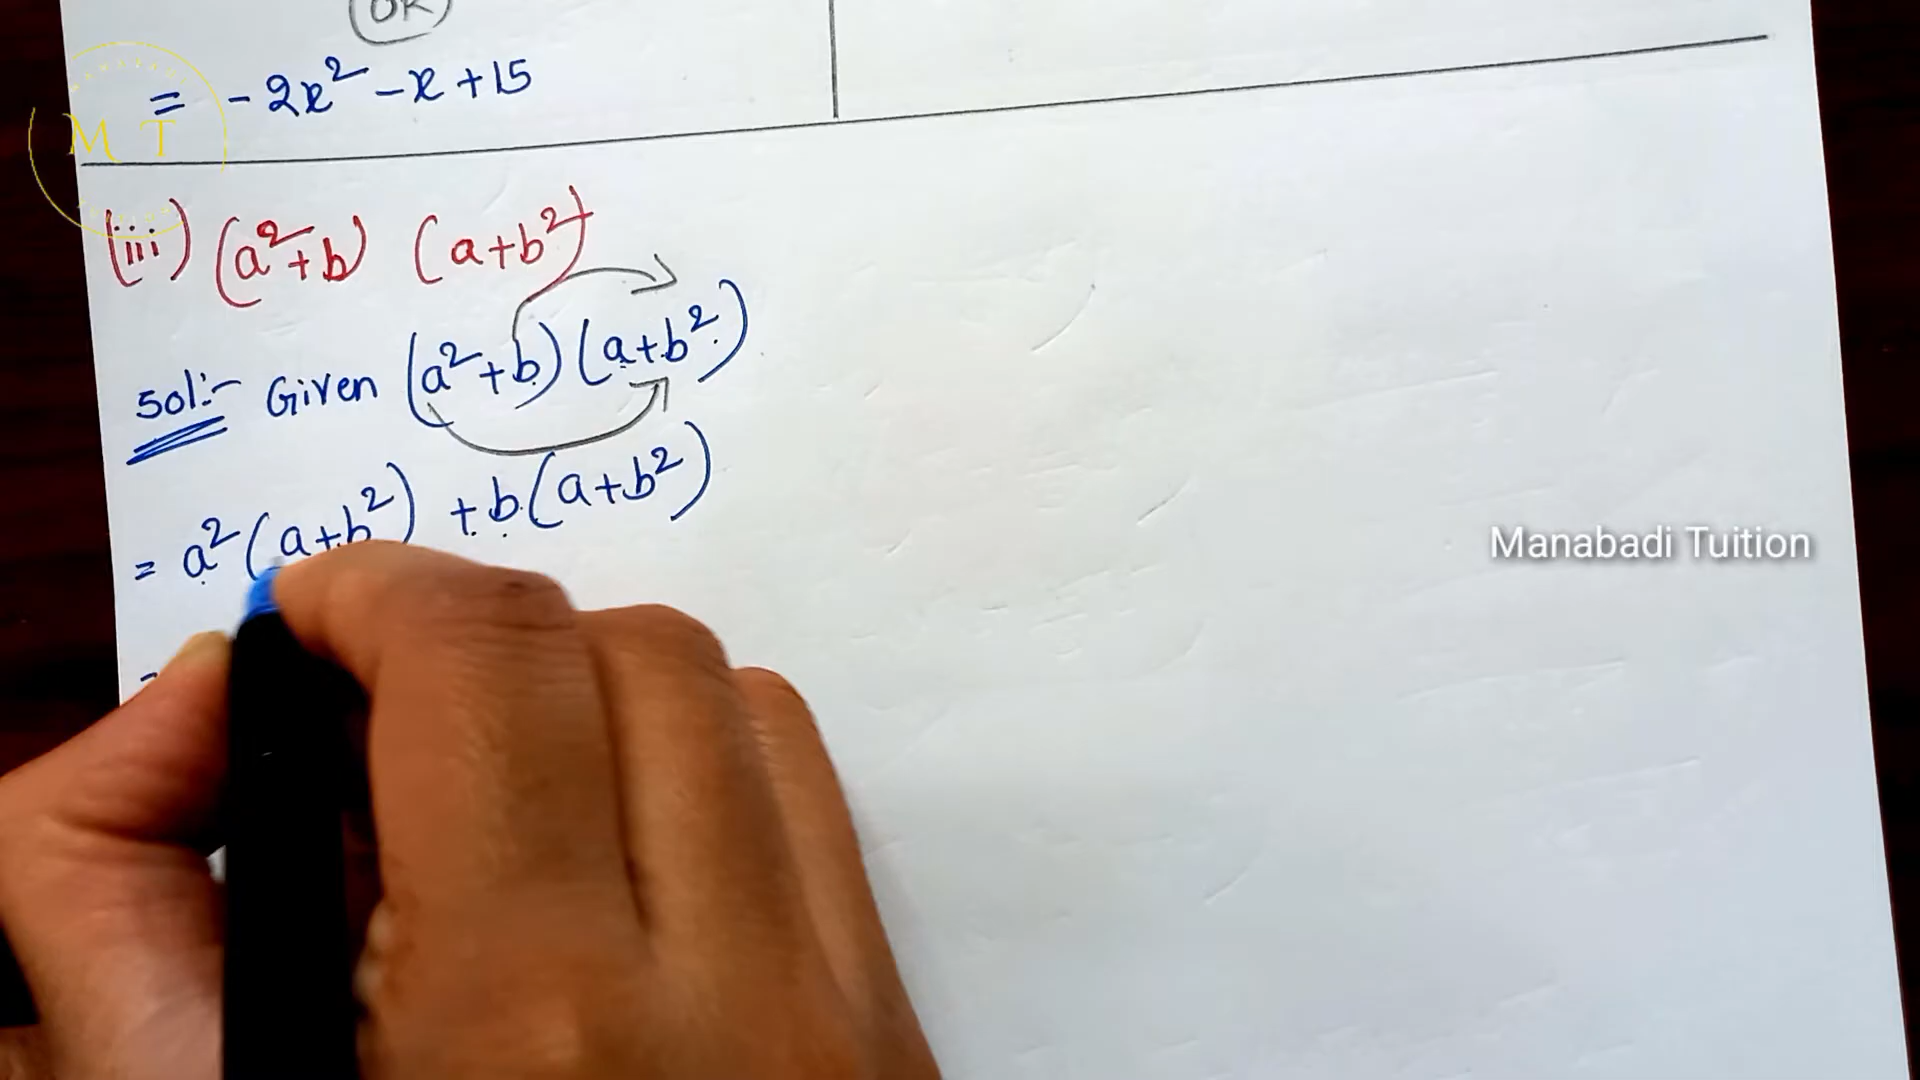 OR
= -2x² -x +15
M T
(iii) (a²+b) (a+b²)
Sol:- Given (a²+b)(a+b²)
= a²(a+b²) +b(a+b²)
Manabadi Tuition